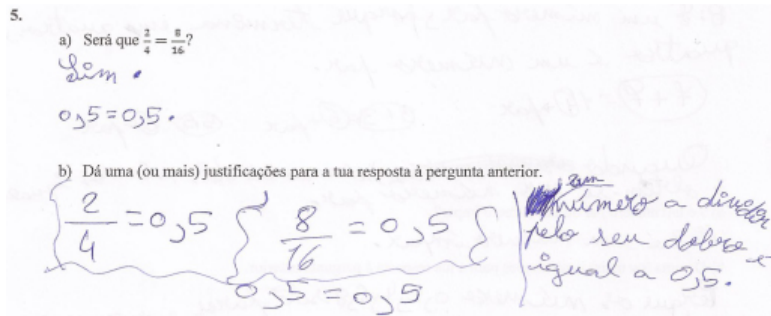 5.
a) Será que 2/4 = 8/16?
Sim.
0,5 = 0,5.
b) Dá uma (ou mais) justificações para a tua resposta à pergunta anterior.
2/4 = 0,5
8/16 = 0,5
0,5 = 0,5
um
número a dividir
pelo seu dobro é
igual a 0,5.